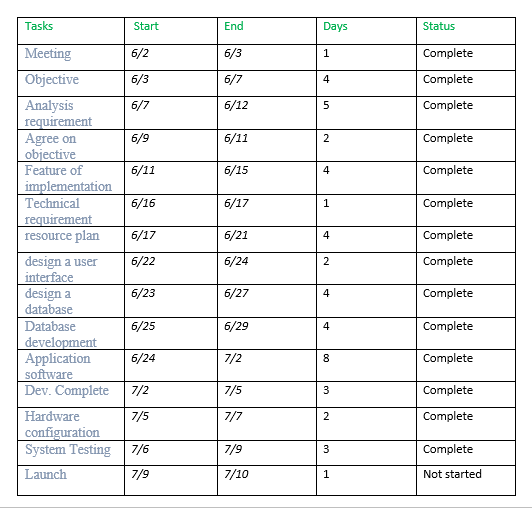 Tasks Start End Days Status
Meeting 6/2 6/3 1 Complete
Objective 6/3 6/7 4 Complete
Analysis 6/7 6/12 5 Complete
requirement
Agree on 6/9 6/11 2 Complete
objective
Feature of 6/11 6/15 4 Complete
implementation
Technical 6/16 6/17 1 Complete
requirement
resource plan 6/17 6/21 4 Complete
design a user 6/22 6/24 2 Complete
interface
design a 6/23 6/27 4 Complete
database
Database 6/25 6/29 4 Complete
development
Application 6/24 7/2 8 Complete
software
Dev. Complete 7/2 7/5 3 Complete
Hardware 7/5 7/7 2 Complete
configuration
System Testing 7/6 7/9 3 Complete
Launch 7/9 7/10 1 Not started